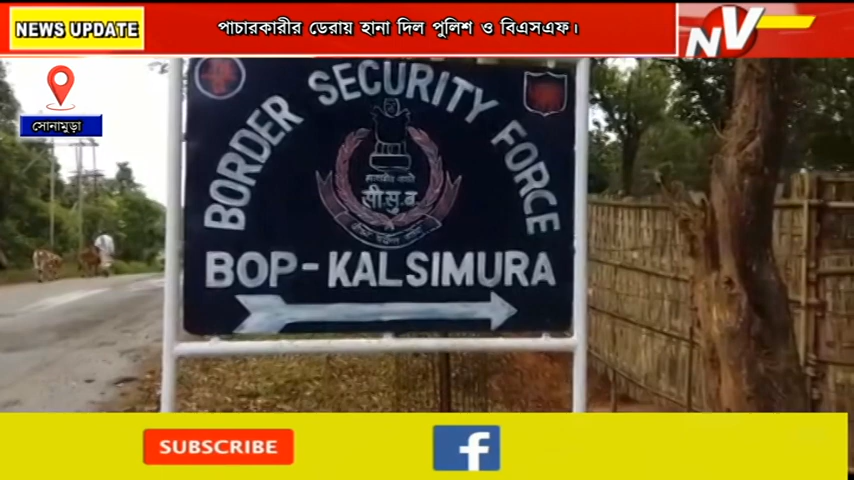 NEWS UPDATE
পাচারকারীর ডেরায় হানা দিল পুলিশ ও বিএসএফ।
NV
সোনামুড়া
BORDER SECURITY FORCE
सी.सु.ब
BOP-KALSIMURA
SUBSCRIBE
f